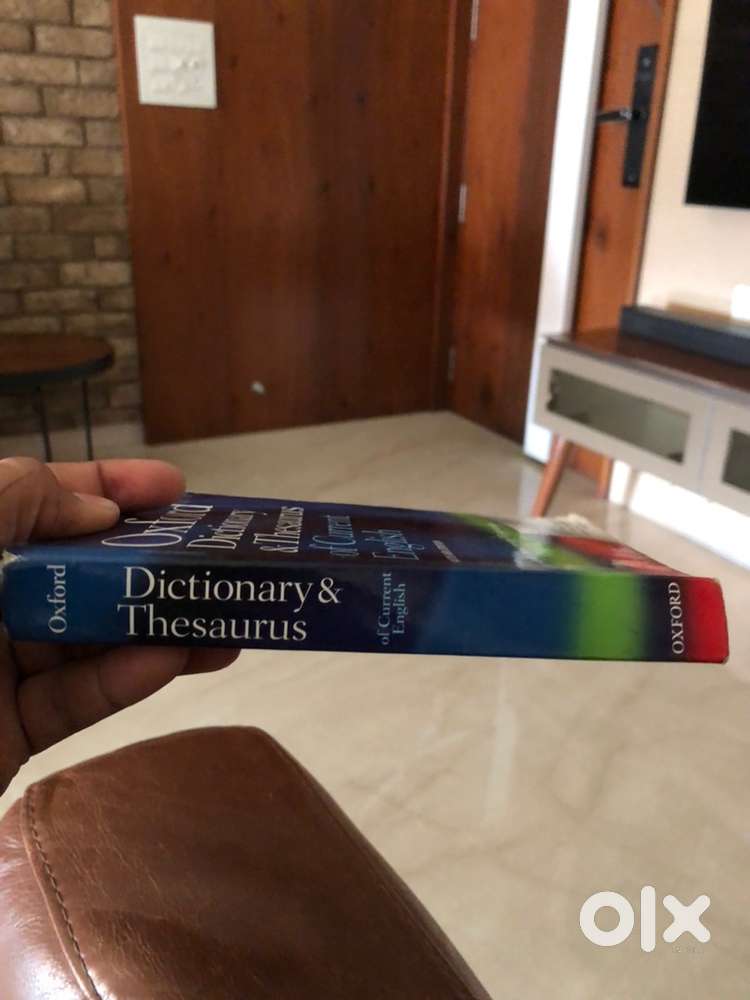 Oxford
Dictionary
& Thesaurus
of Current
English
Oxford
Dictionary &
Thesaurus
of Current
English
OXFORD
olx